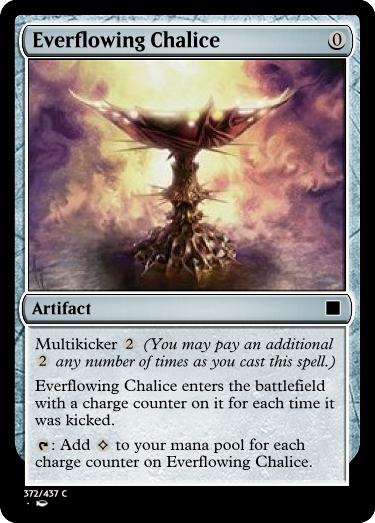 Everflowing Chalice 0
Artifact
Multikicker 2 (You may pay an additional
2 any number of times as you cast this spell.)
Everflowing Chalice enters the battlefield
with a charge counter on it for each time it
was kicked.
: Add to your mana pool for each
charge counter on Everflowing Chalice.
372/437 C